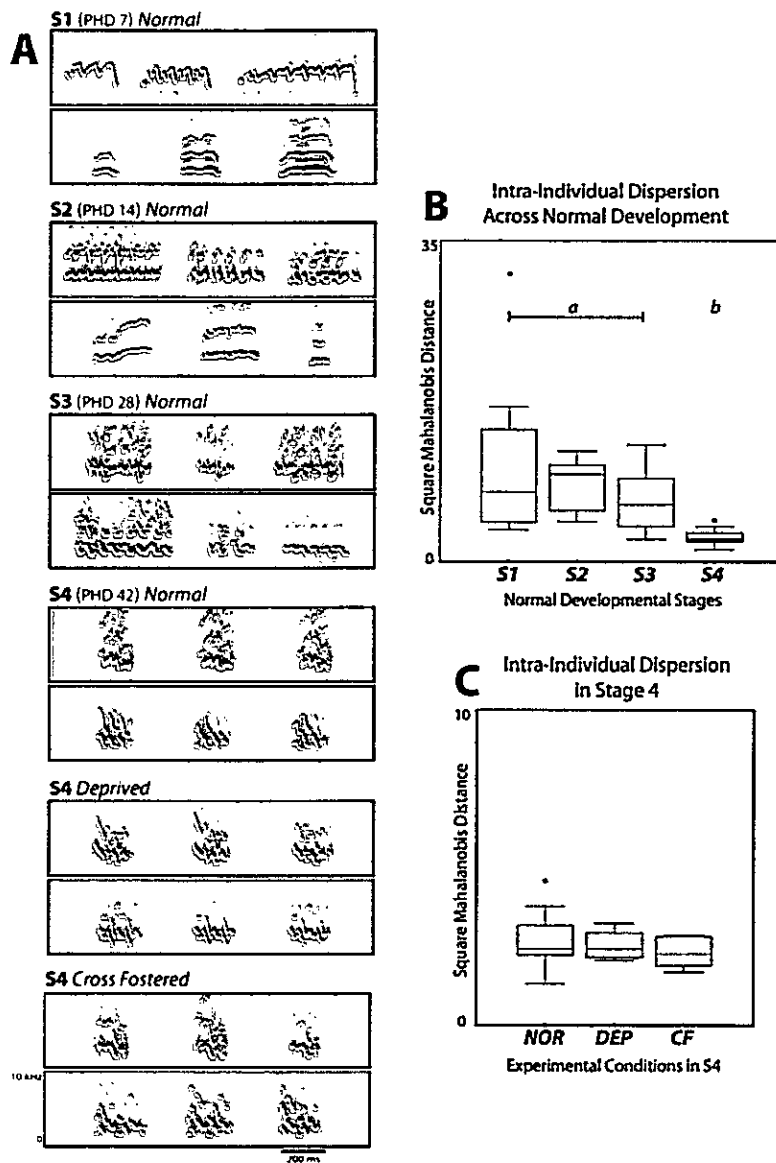 A
S1 (PHD 7) Normal
S2 (PHD 14) Normal
S3 (PHD 28) Normal
S4 (PHD 42) Normal
S4 Deprived
S4 Cross Fostered
10 kHz
0
200 ms
B
Intra-Individual Dispersion
Across Normal Development
Square Mahalanobis Distance
35
a
b
0
S1 S2 S3 S4
Normal Developmental Stages
C
Intra-Individual Dispersion
in Stage 4
Square Mahalanobis Distance
10
0
NOR DEP CF
Experimental Conditions in S4